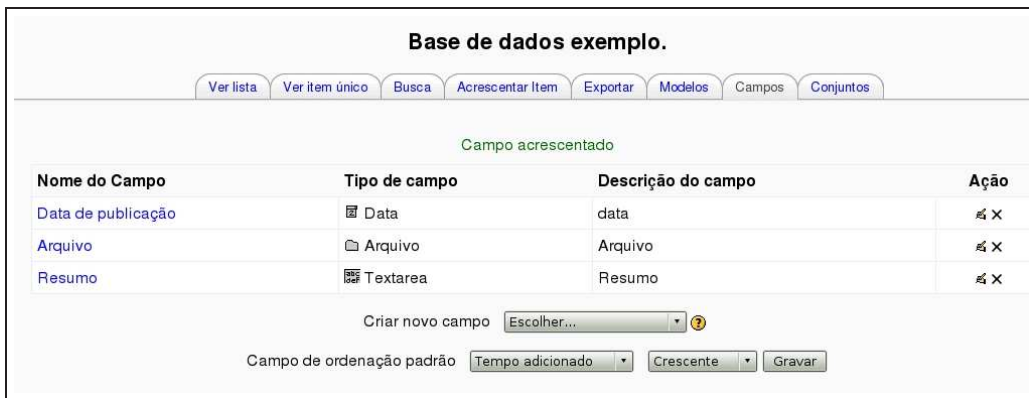 Base de dados exemplo.
Ver lista Ver item único Busca Acrescentar Item Exportar Modelos Campos Conjuntos
Campo acrescentado
Nome do Campo Tipo de campo Descrição do campo Ação
Data de publicação Data data
Arquivo Arquivo Arquivo
Resumo Textarea Resumo
Criar novo campo Escolher... ?
Campo de ordenação padrão Tempo adicionado Crescente Gravar